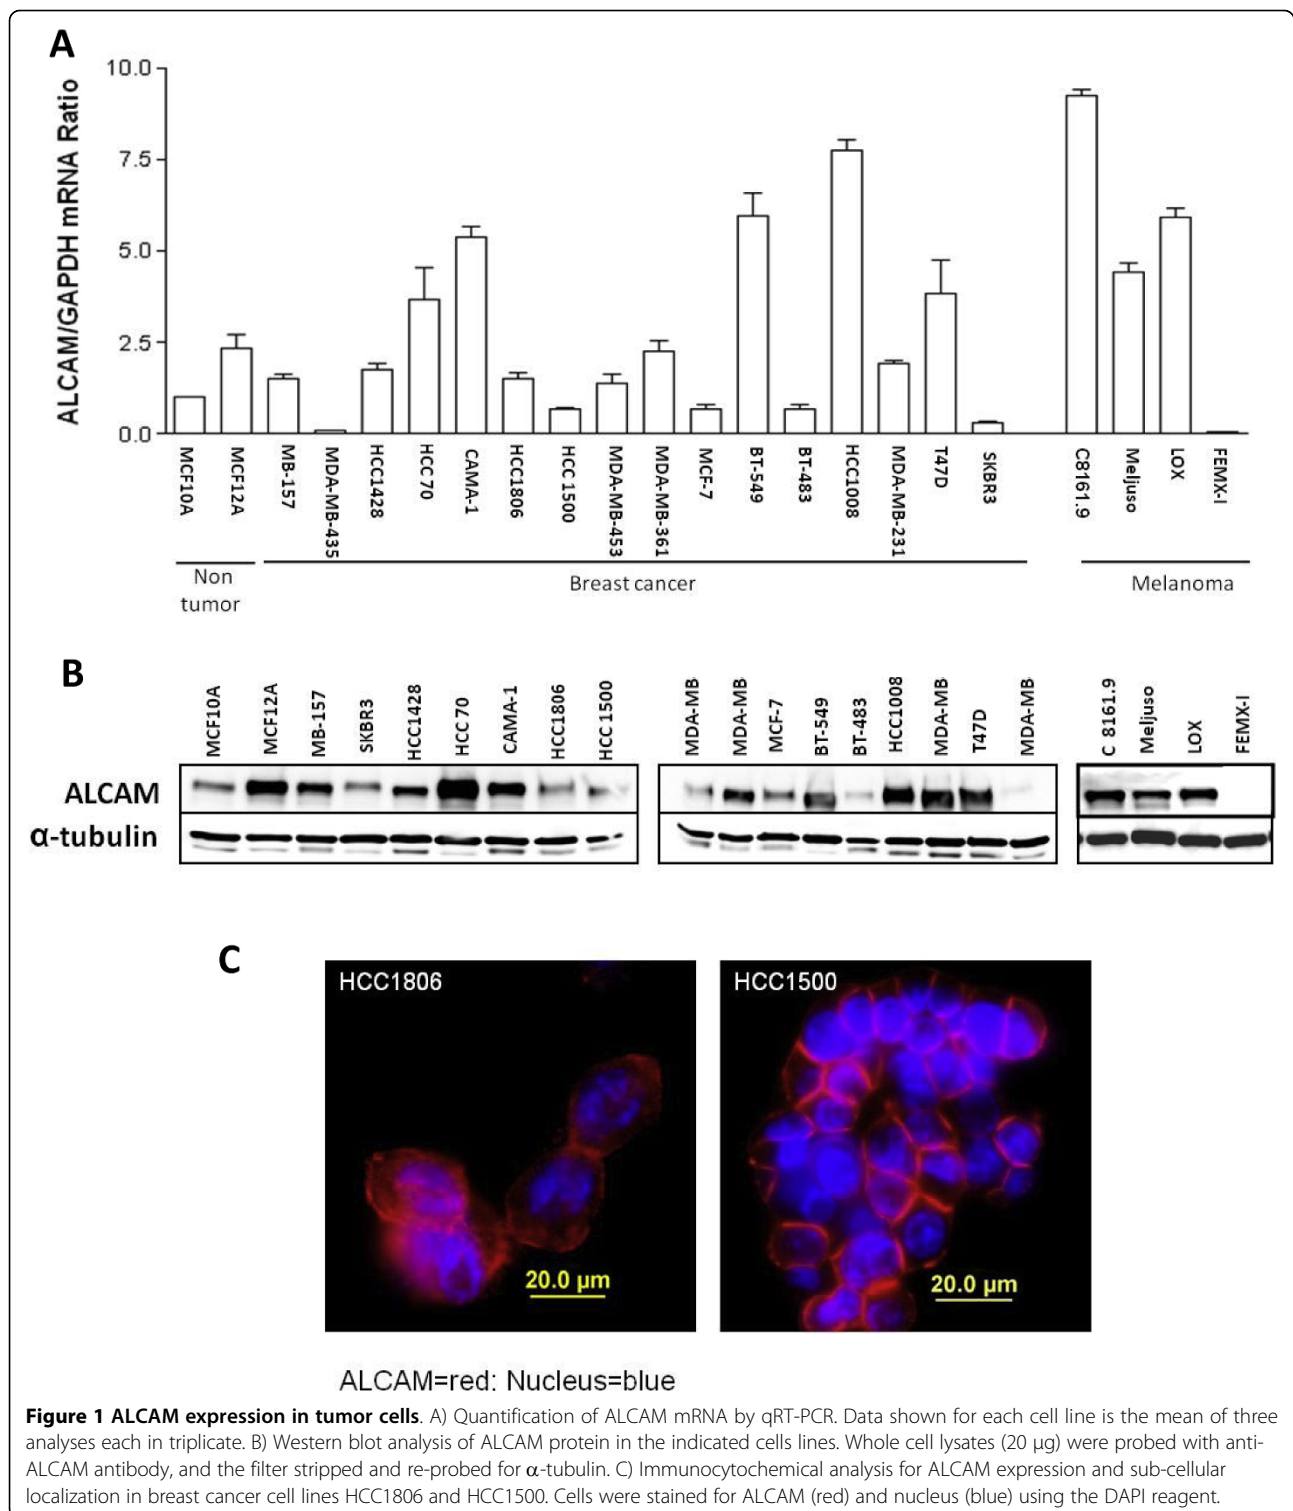 A
ALCAM/GAPDH mRNA Ratio
10.0
7.5
5.0
2.5
0.0
MCF10A
MCF12A
MB-157
MDA-MB-435
HCC1428
HCC 70
CAMA-1
HCC1806
HCC 1500
MDA-MB-453
MDA-MB-361
MCF-7
BT-549
BT-483
HCC1008
MDA-MB-231
T47D
SKBR3
C8161.9
Meljuso
LOX
FEMX-I
Non
tumor
Breast cancer
Melanoma
B
MCF10A
MCF12A
MB-157
SKBR3
HCC1428
HCC 70
CAMA-1
HCC1806
HCC 1500
MDA-MB
MDA-MB
MCF-7
BT-549
BT-483
HCC1008
MDA-MB
T47D
MDA-MB
C 8161.9
Meljuso
LOX
FEMX-I
ALCAM
α-tubulin
C
HCC1806
20.0 µm
HCC1500
20.0 µm
ALCAM=red: Nucleus=blue
Figure 1 ALCAM expression in tumor cells. A) Quantification of ALCAM mRNA by qRT-PCR. Data shown for each cell line is the mean of three
analyses each in triplicate. B) Western blot analysis of ALCAM protein in the indicated cells lines. Whole cell lysates (20 μg) were probed with anti-
ALCAM antibody, and the filter stripped and re-probed for α-tubulin. C) Immunocytochemical analysis for ALCAM expression and sub-cellular
localization in breast cancer cell lines HCC1806 and HCC1500. Cells were stained for ALCAM (red) and nucleus (blue) using the DAPI reagent.